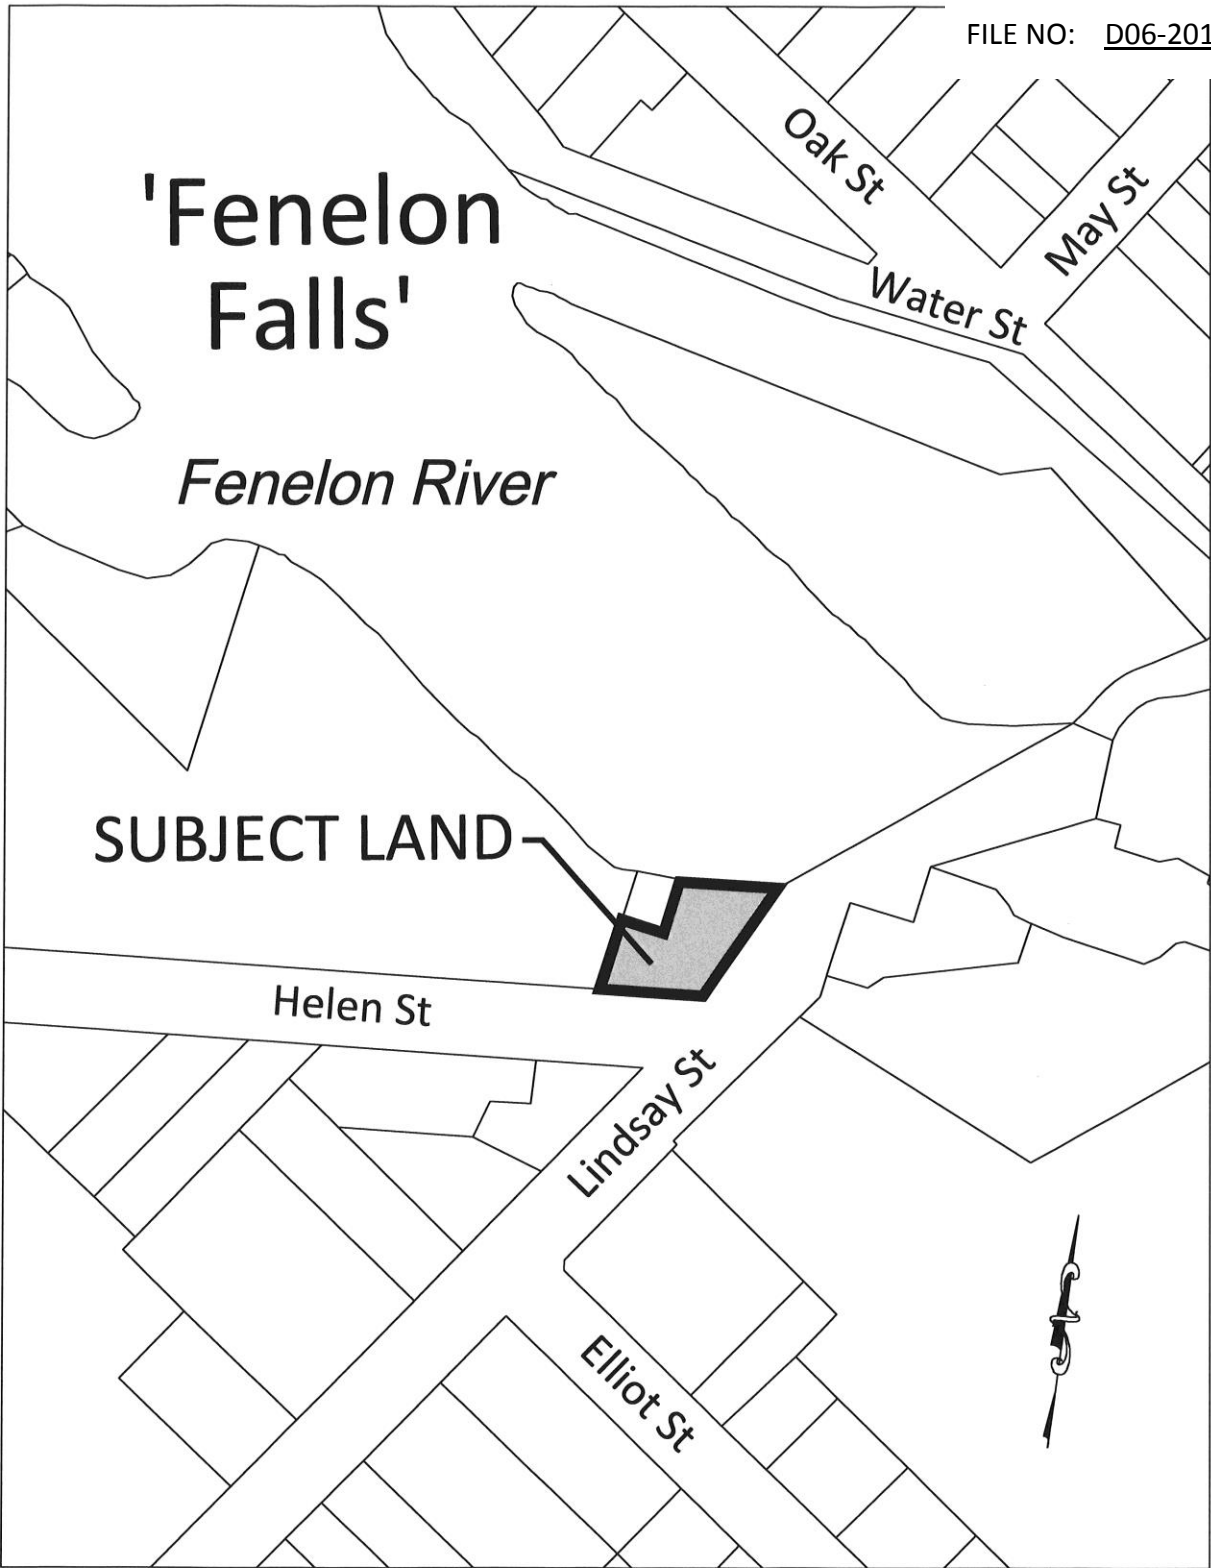 FILE NO: D06-201
'Fenelon
Falls'
Oak St
May St
Water St
Fenelon River
SUBJECT LAND
Helen St
Lindsay St
Elliot St